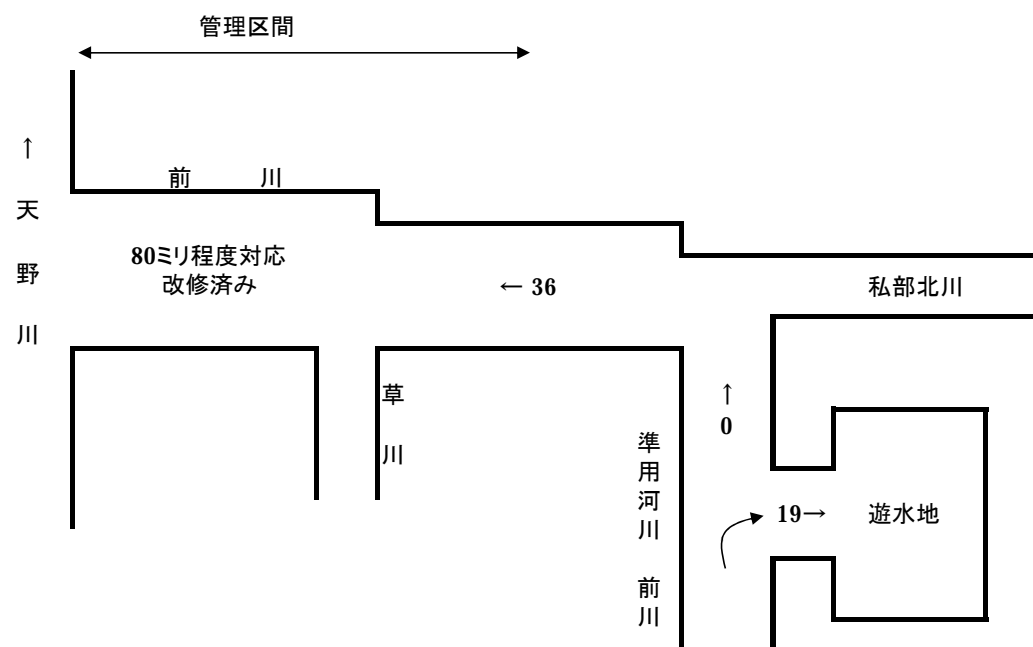 管理区間
↑天野川
前 川
80ミリ程度対応
改修済み
← 36
私部北川
草川
準用河川 前川
↑
0
19→
遊水地